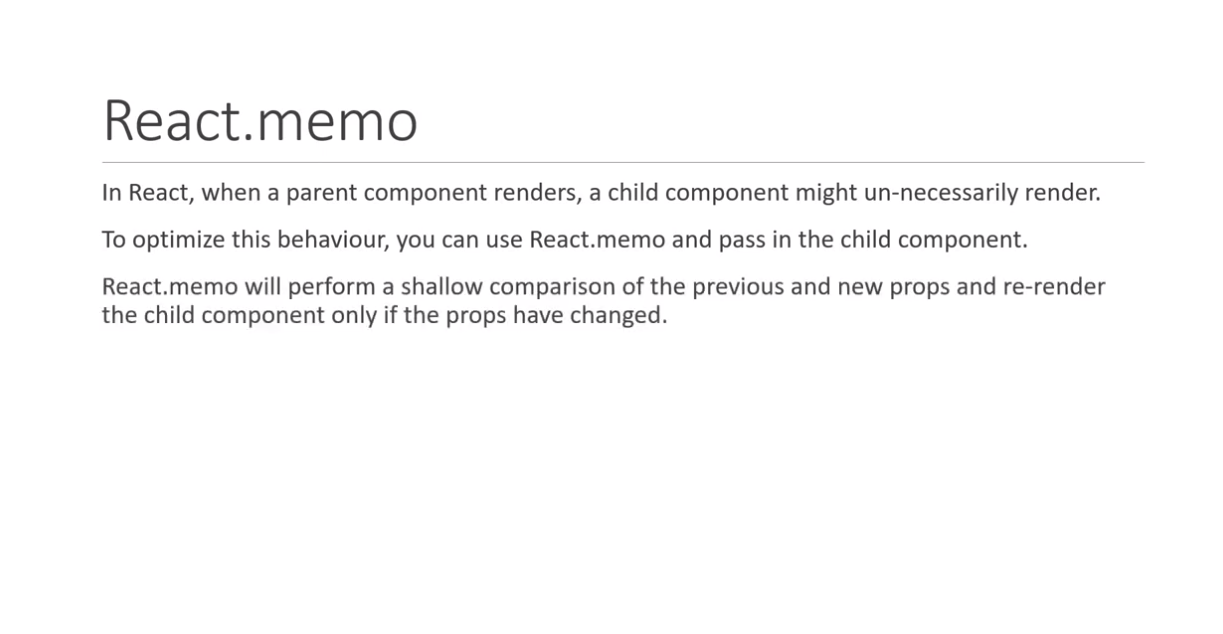 React.memo
In React, when a parent component renders, a child component might un-necessarily render.
To optimize this behaviour, you can use React.memo and pass in the child component.
React.memo will perform a shallow comparison of the previous and new props and re-render
the child component only if the props have changed.